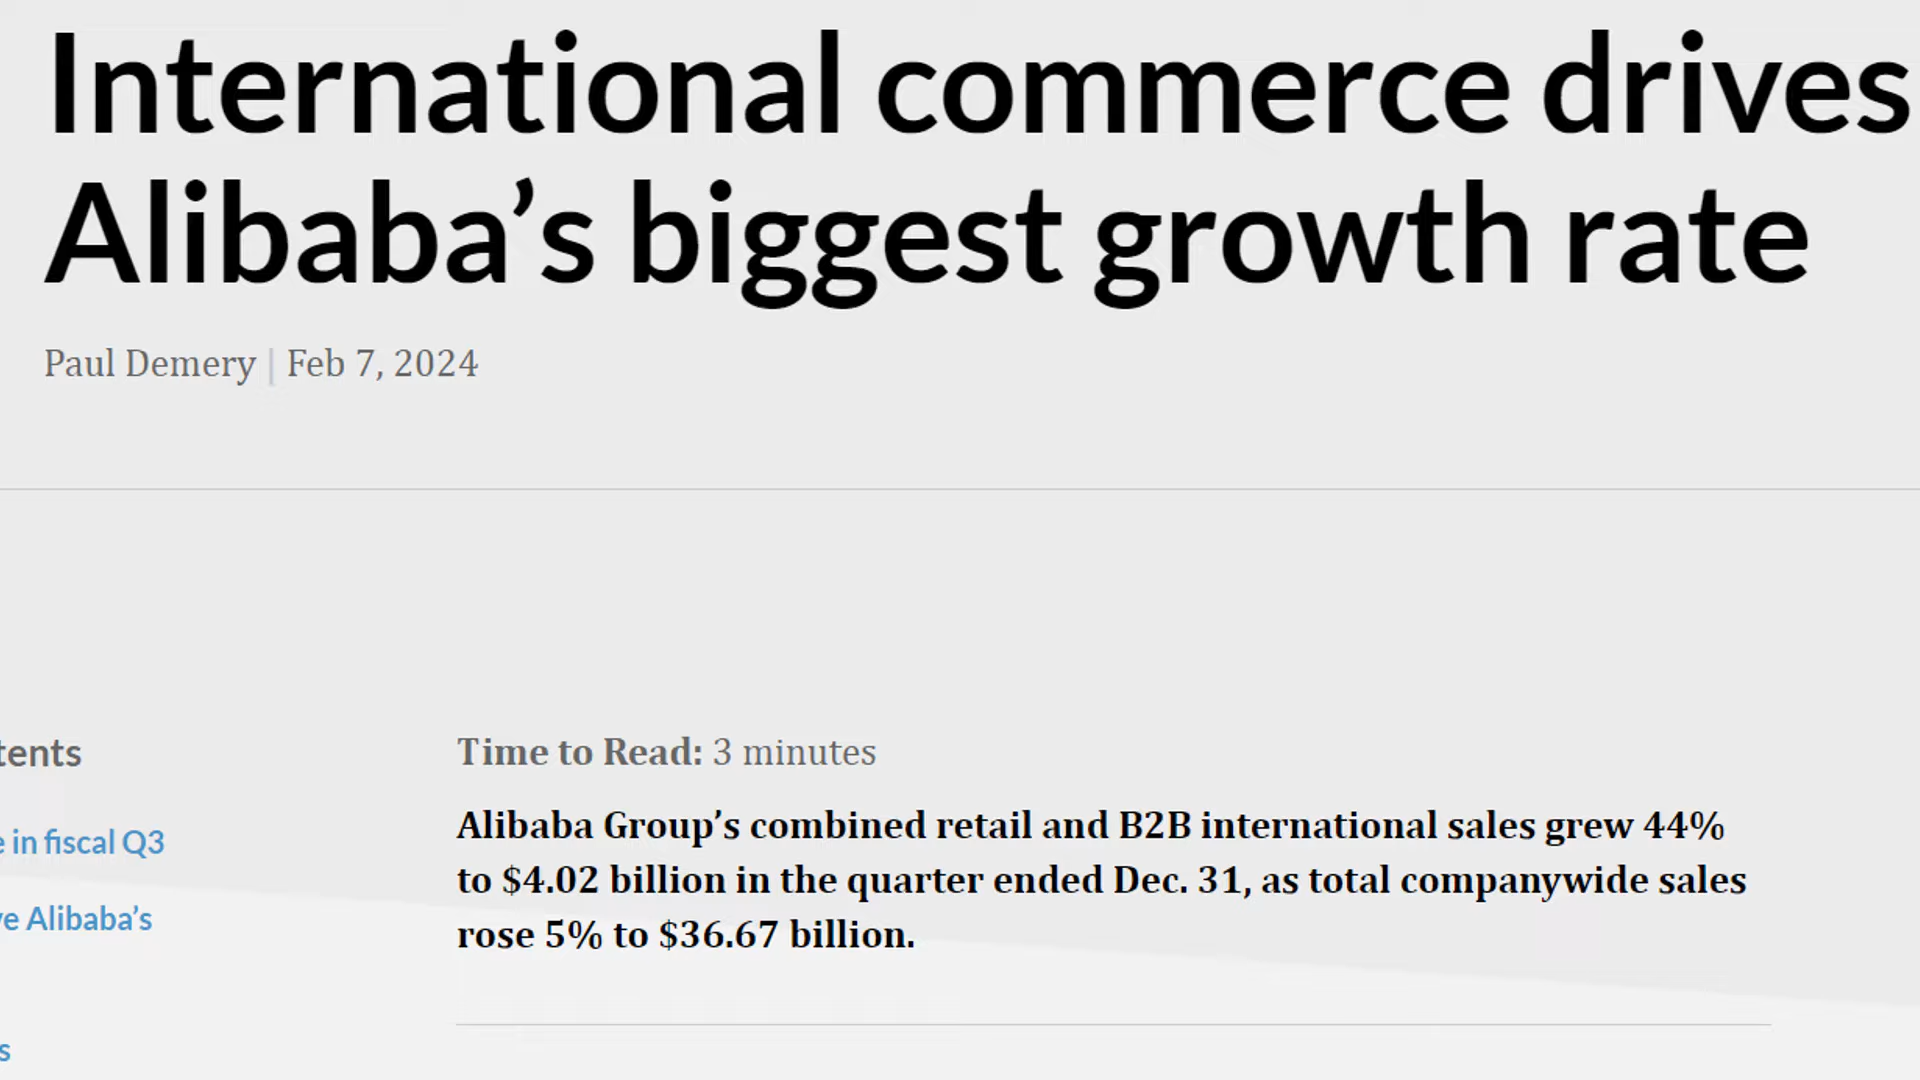 International commerce drives
Alibaba’s biggest growth rate
Paul Demery | Feb 7, 2024
tents
Time to Read: 3 minutes
Alibaba Group’s combined retail and B2B international sales grew 44%
e in fiscal Q3
to $4.02 billion in the quarter ended Dec. 31, as total companywide sales
ve Alibaba’s
rose 5% to $36.67 billion.
s